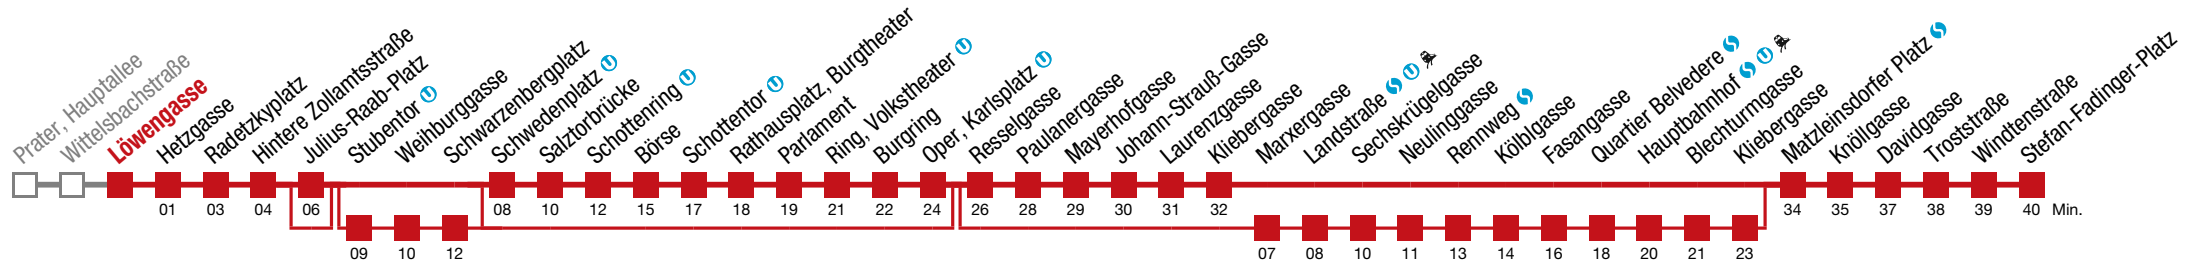 Prater, Hauptallee
Wittelsbachstraße
Löwengasse
Hetzgasse
Radetzkyplatz
Hintere Zollamtsstraße
Julius-Raab-Platz
Stubentor U
Weihburggasse
Schwarzenbergplatz
Schwedenplatz U
Salztorbrücke
Schottenring U
Börse
Schottentor U
Rathausplatz, Burgtheater
Parlament
Ring, Volkstheater U
Burgring
Oper, Karlsplatz U
Resselgasse
Paulanergasse
Mayerhofgasse
Johann-Strauß-Gasse
Laurenzgasse
Kliebergasse
Marxergasse
Landstraße S U
Sechskrügelgasse
Neulinggasse
Rennweg S
Kölblgasse
Fasangasse
Quartier Belvedere S
Hauptbahnhof S U
Blechturmgasse
Kliebergasse
Matzleinsdorfer Platz S
Knöllgasse
Davidgasse
Troststraße
Windtenstraße
Stefan-Fadinger-Platz
01 03 04 06 08 10 12 15 17 18 19 21 22 24 26 28 29 30 31 32 34 35 37 38 39 40 Min.
09 10 12 07 08 10 11 13 14 16 18 20 21 23